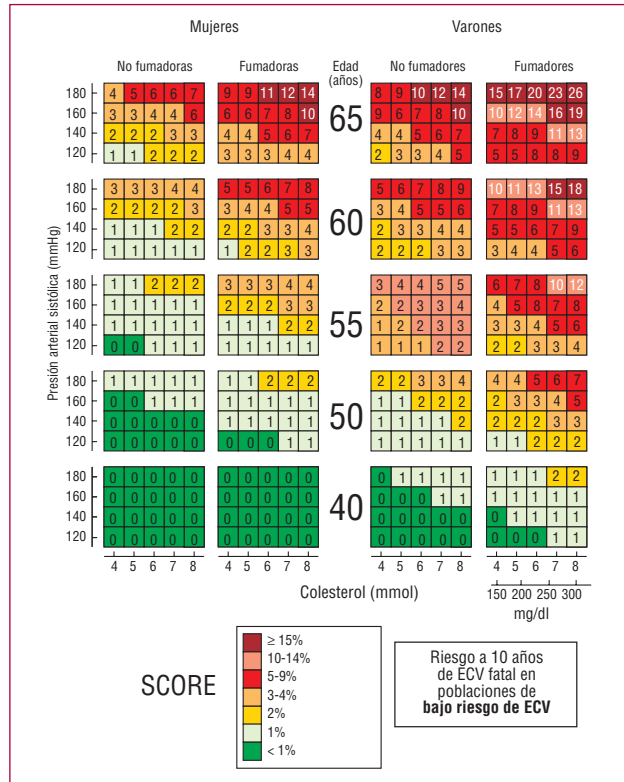 Mujeres Varones
No fumadoras Fumadoras Edad (años) No fumadores Fumadores
Presión arterial sistólica (mmHg)
180 4 5 6 6 7 9 9 11 12 14 8 9 10 12 14 15 17 20 23 26
160 3 3 4 4 6 6 6 7 8 10 65 5 6 7 8 10 10 12 14 16 19
140 2 2 2 3 3 4 4 5 6 7 4 4 5 6 7 7 8 9 11 13
120 1 1 2 2 2 3 3 3 4 4 2 3 3 4 5 5 5 8 8 9
180 3 3 3 4 4 5 5 6 7 8 5 6 7 8 9 10 11 13 15 18
160 2 2 2 2 3 3 4 4 5 5 60 3 4 5 5 6 7 8 9 11 13
140 1 1 1 2 2 2 2 3 3 4 2 3 3 4 4 5 5 6 7 9
120 1 1 1 1 1 1 2 2 3 3 2 2 2 3 3 3 4 4 5 6
180 1 1 2 2 2 3 3 3 4 4 3 4 4 5 5 6 7 8 10 12
160 1 1 1 1 1 2 2 2 3 3 55 2 2 3 3 4 4 5 6 7 8
140 1 1 1 1 1 1 1 1 2 2 1 2 2 3 3 3 3 4 5 6
120 0 0 1 1 1 1 1 1 1 1 1 1 1 2 2 2 2 3 3 4
180 1 1 1 1 1 1 1 2 2 2 2 2 3 3 4 4 4 5 6 7
160 0 0 1 1 1 1 1 1 1 1 50 1 1 2 2 2 2 3 3 4 5
140 0 0 0 0 0 1 1 1 1 1 1 1 1 1 2 2 2 2 3 3
120 0 0 0 0 0 0 0 0 1 1 1 1 1 1 1 1 1 2 2 2
180 0 0 0 0 0 0 0 0 0 0 0 1 1 1 1 1 1 1 2 2
160 0 0 0 0 0 0 0 0 0 0 40 0 0 0 1 1 1 1 1 1 1
140 0 0 0 0 0 0 0 0 0 0 0 0 0 0 0 0 1 1 1 1
120 0 0 0 0 0 0 0 0 0 0 0 0 0 0 0 0 0 0 1 1
4 5 6 7 8 4 5 6 7 8 4 5 6 7 8 4 5 6 7 8
Colesterol (mmol)
150 200 250 300
mg/dl
SCORE
≥ 15%
10-14%
5-9%
3-4%
2%
1%
< 1%
Riesgo a 10 años
de ECV fatal en
poblaciones de
bajo riesgo de ECV